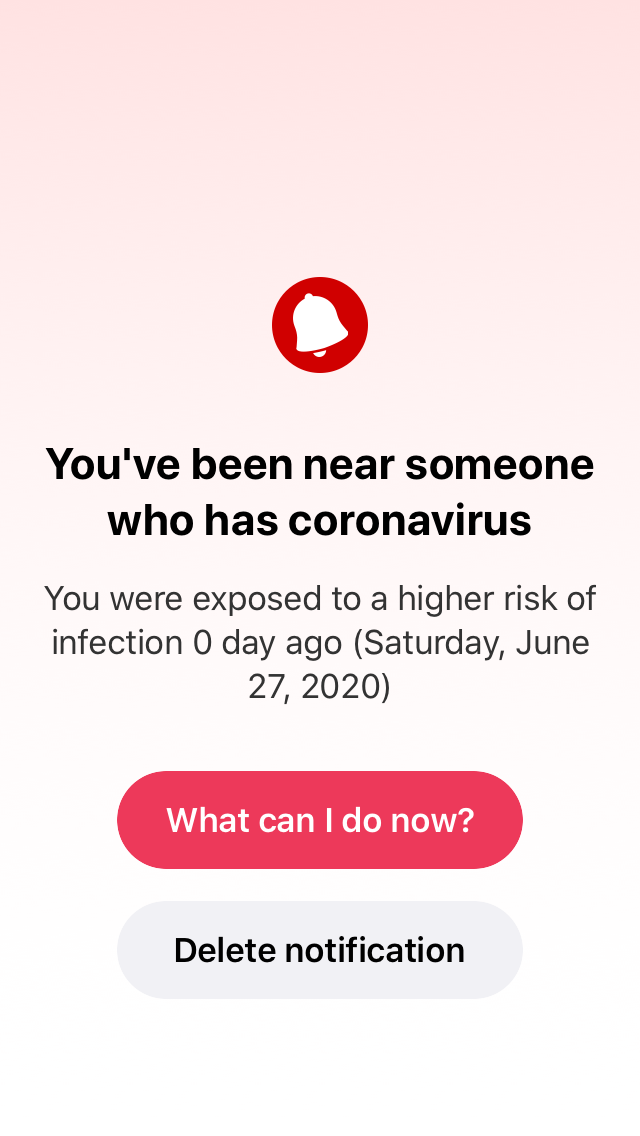 You've been near someone
who has coronavirus
You were exposed to a higher risk of
infection 0 day ago (Saturday, June
27, 2020)
What can I do now?
Delete notification